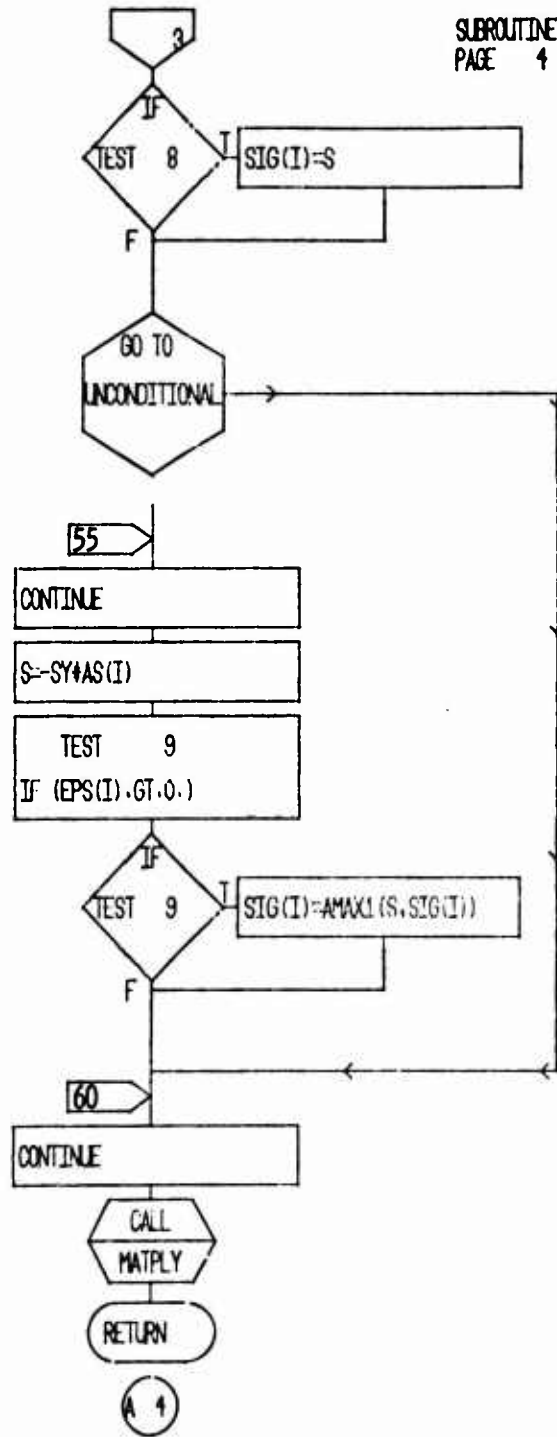 SUBROUTINE
PAGE 4
3
IF
TEST 8
T
SIG(I)=S
F
GO TO
UNCONDITIONAL
55
CONTINUE
S=-SY*AS(I)
TEST 9
IF (EPS(I).GT.0.)
IF
TEST 9
T
SIG(I)=AMAX1(S,SIG(I))
F
60
CONTINUE
CALL
MATPLY
RETURN
A 4